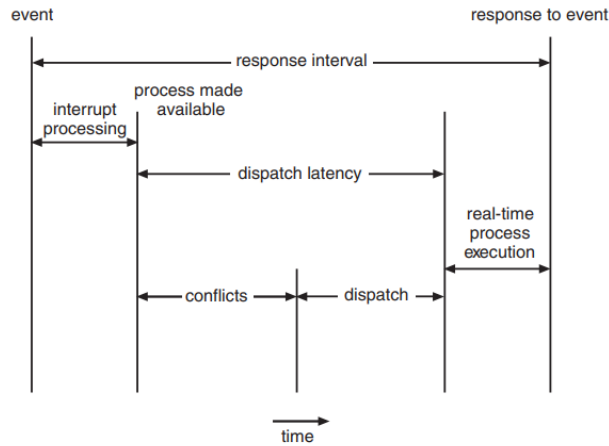 event
response to event
response interval
process made
available
interrupt
processing
dispatch latency
real-time
process
execution
conflicts
dispatch
time